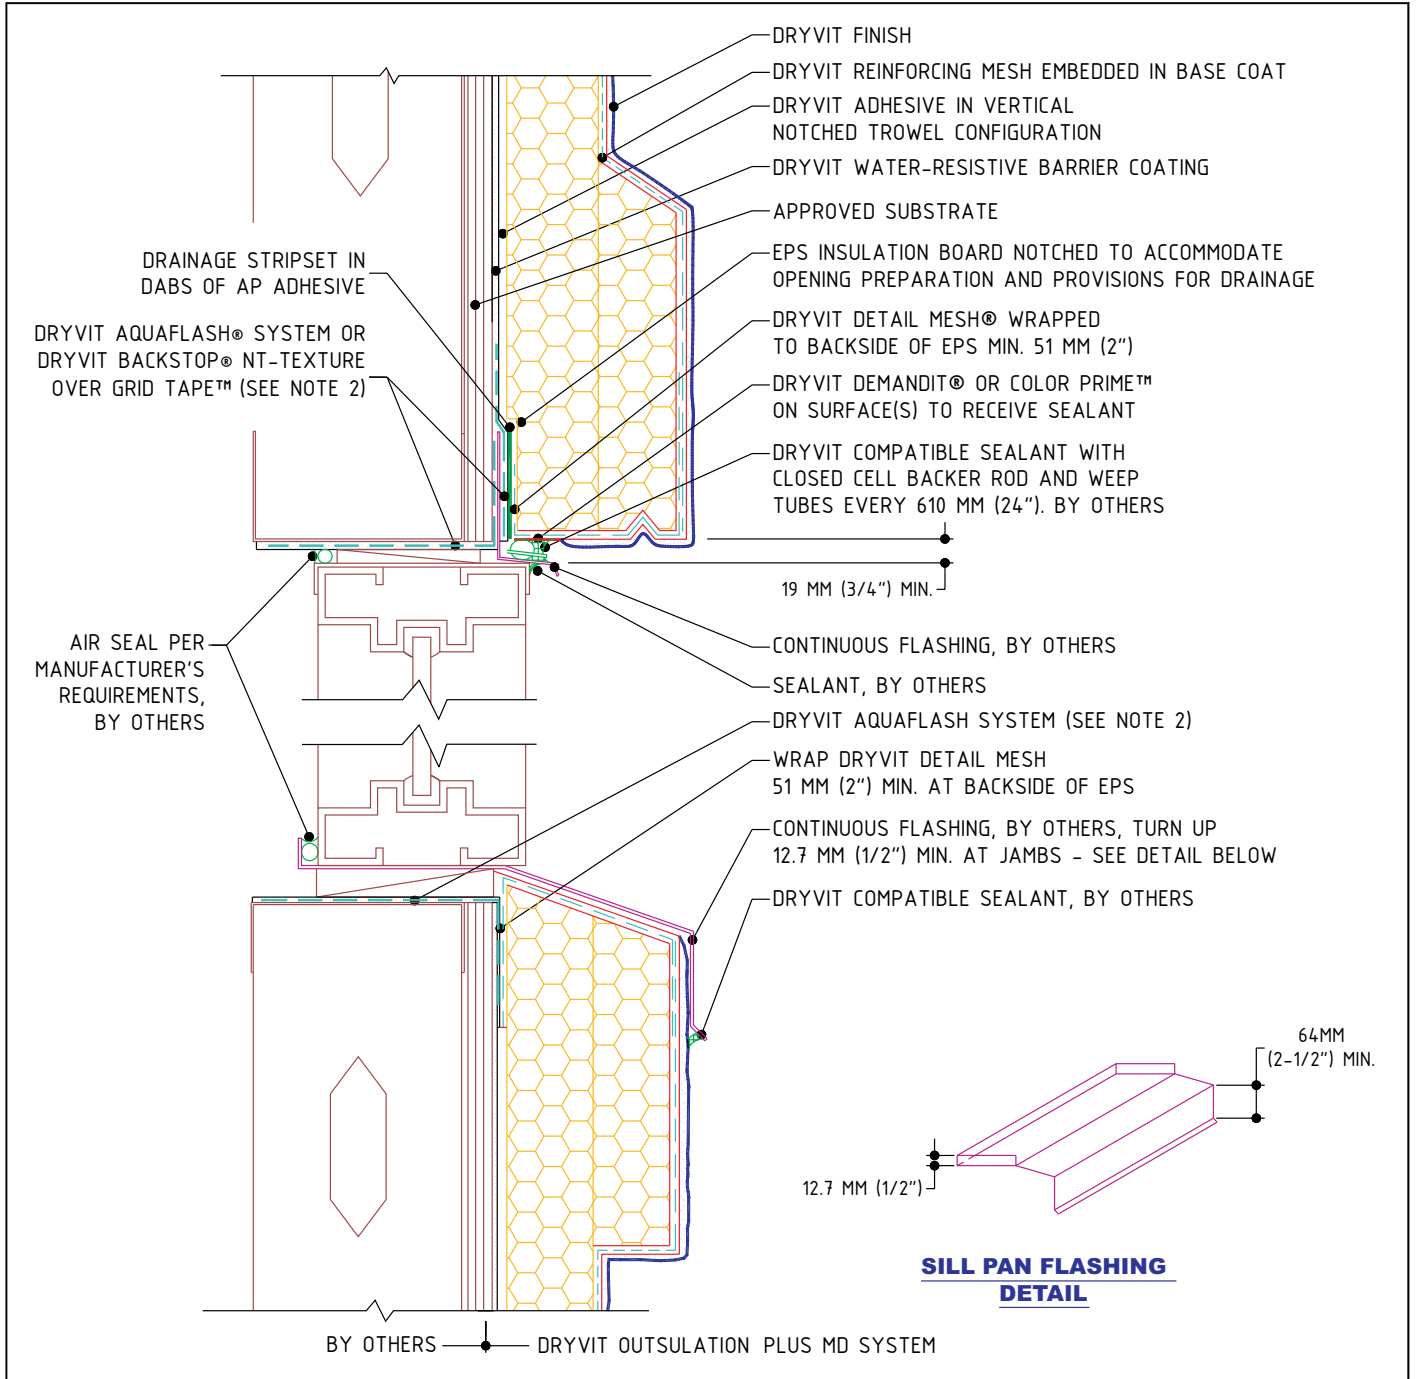 DRYVIT FINISH
DRYVIT REINFORCING MESH EMBEDDED IN BASE COAT
DRYVIT ADHESIVE IN VERTICAL
NOTCHED TROWEL CONFIGURATION
DRYVIT WATER-RESISTIVE BARRIER COATING
APPROVED SUBSTRATE
EPS INSULATION BOARD NOTCHED TO ACCOMMODATE
OPENING PREPARATION AND PROVISIONS FOR DRAINAGE
DRYVIT DETAIL MESH® WRAPPED
TO BACKSIDE OF EPS MIN. 51 MM (2")
DRYVIT DEMANDIT® OR COLOR PRIME™
ON SURFACE(S) TO RECEIVE SEALANT
DRYVIT COMPATIBLE SEALANT WITH
CLOSED CELL BACKER ROD AND WEEP
TUBES EVERY 610 MM (24"). BY OTHERS
19 MM (3/4") MIN.
CONTINUOUS FLASHING, BY OTHERS
SEALANT, BY OTHERS
DRYVIT AQUAFLASH SYSTEM (SEE NOTE 2)
WRAP DRYVIT DETAIL MESH
51 MM (2") MIN. AT BACKSIDE OF EPS
CONTINUOUS FLASHING, BY OTHERS, TURN UP
12.7 MM (1/2") MIN. AT JAMBS - SEE DETAIL BELOW
DRYVIT COMPATIBLE SEALANT, BY OTHERS
DRAINAGE STRIPSET IN
DABS OF AP ADHESIVE
DRYVIT AQUAFLASH® SYSTEM OR
DRYVIT BACKSTOP® NT-TEXTURE
OVER GRID TAPE™ (SEE NOTE 2)
AIR SEAL PER
MANUFACTURER'S
REQUIREMENTS,
BY OTHERS
64MM
(2-1/2") MIN.
12.7 MM (1/2")
SILL PAN FLASHING
DETAIL
BY OTHERS
DRYVIT OUTSULATION PLUS MD SYSTEM